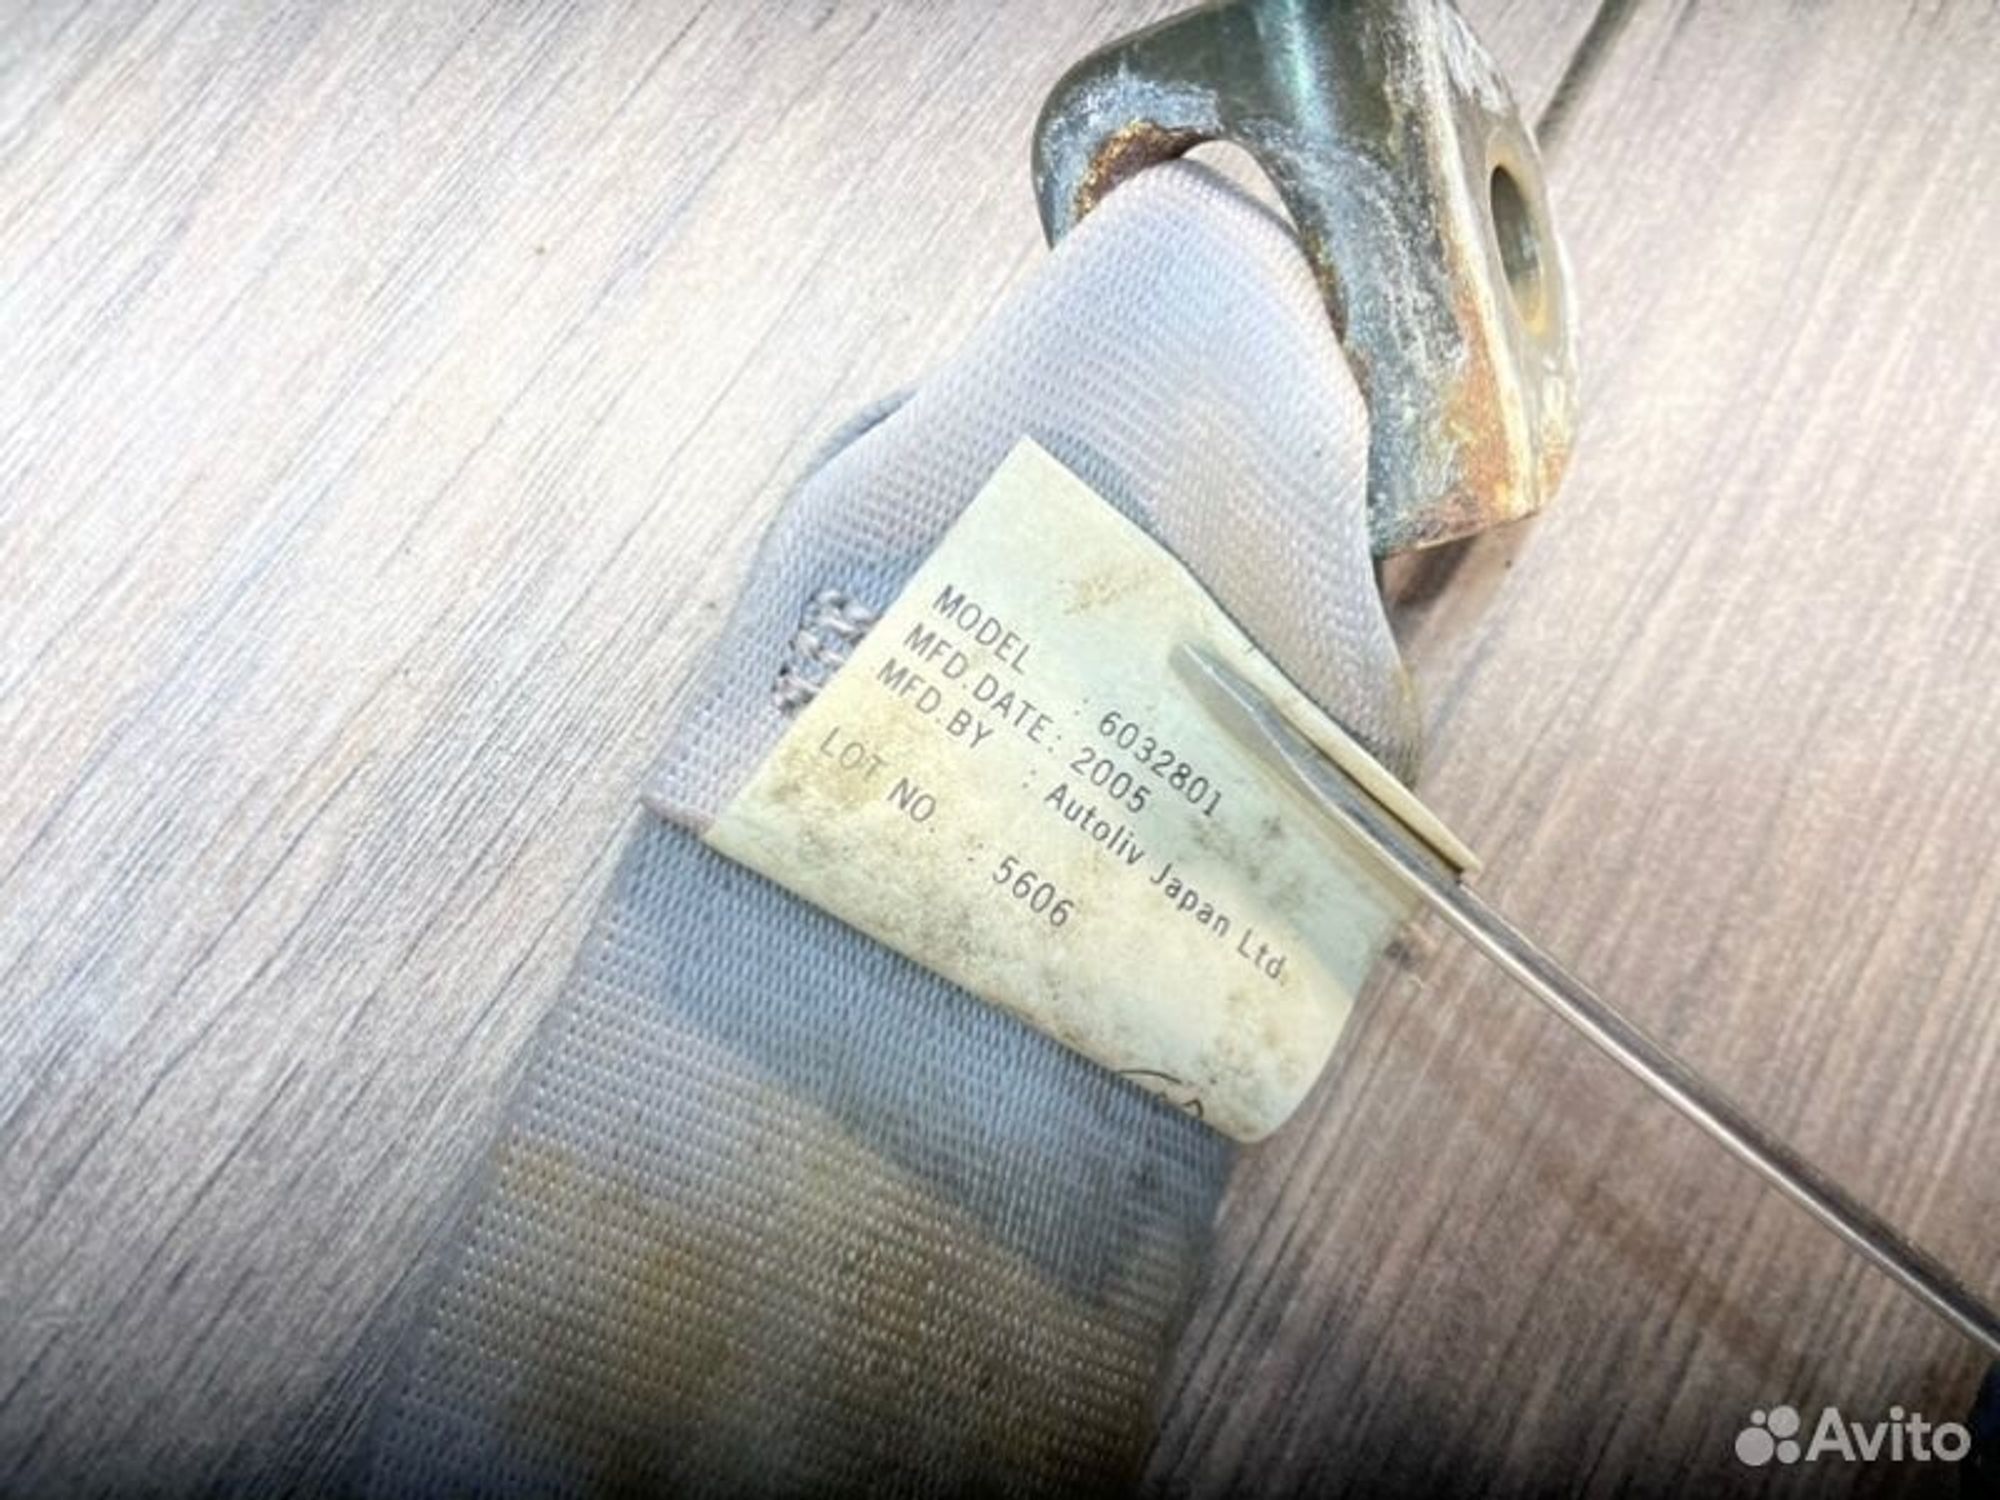 MODEL : 6032801
MFD.DATE: 2005
MFD.BY : Autoliv Japan Ltd.
LOT NO. : 5606
Avito